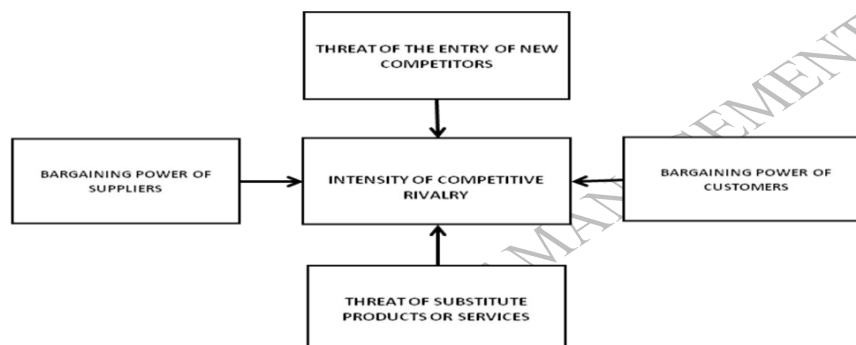 THREAT OF THE ENTRY OF NEW
COMPETITORS
BARGAINING POWER OF
SUPPLIERS
INTENSITY OF COMPETITIVE
RIVALRY
BARGAINING POWER OF
CUSTOMERS
THREAT OF SUBSTITUTE
PRODUCTS OR SERVICES
MANAGEMENT